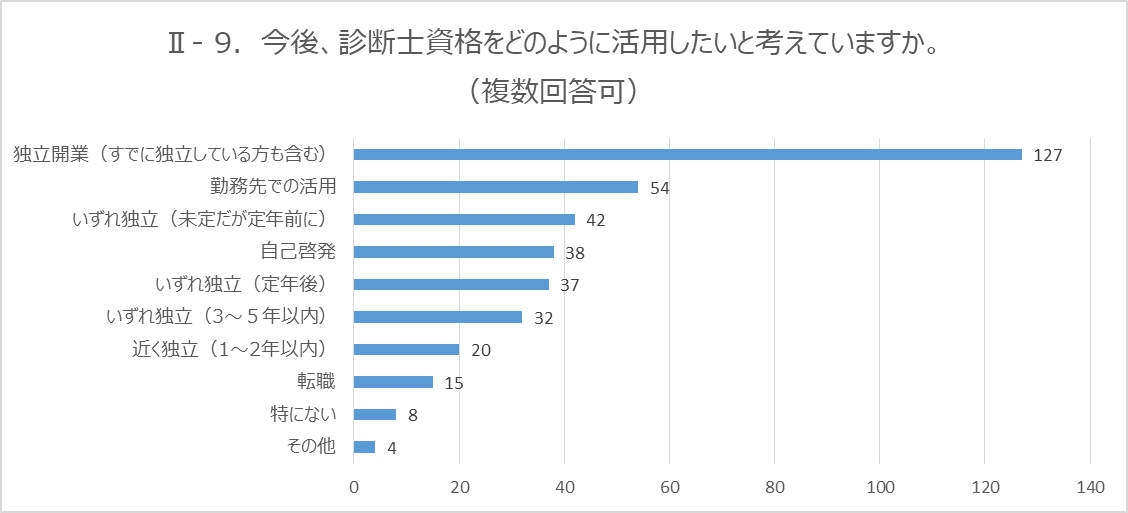 Ⅱ- 9． 今後、診断士資格をどのように活用したいと考えていますか。
（複数回答可）
独立開業（すでに独立している方も含む） 127
勤務先での活用 54
いずれ独立（未定だが定年前に） 42
自己啓発 38
いずれ独立（定年後） 37
いずれ独立（3～５年以内） 32
近く独立（1～2年以内） 20
転職 15
特にない 8
その他 4
0 20 40 60 80 100 120 140